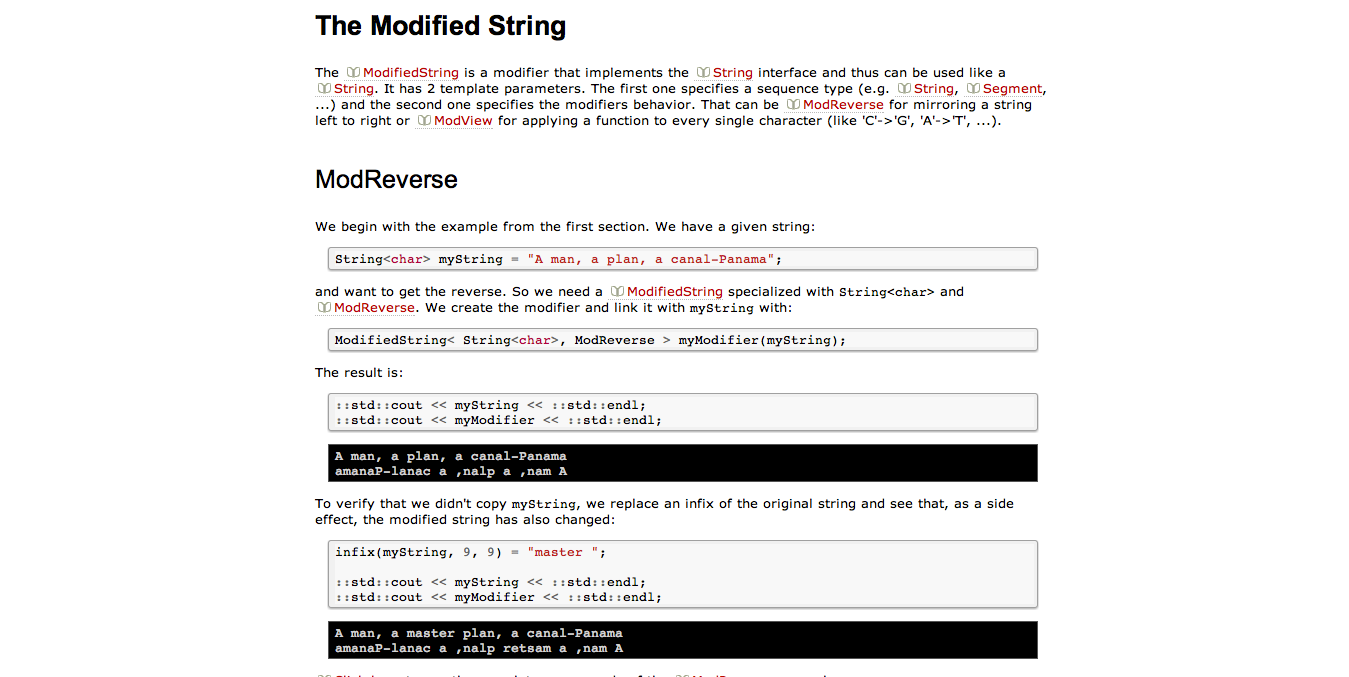 The Modified String
The ModifiedString is a modifier that implements the String interface and thus can be used like a
String. It has 2 template parameters. The first one specifies a sequence type (e.g. String, Segment,
...) and the second one specifies the modifiers behavior. That can be ModReverse for mirroring a string
left to right or ModView for applying a function to every single character (like 'C'->'G', 'A'->'T', ...).
ModReverse
We begin with the example from the first section. We have a given string:
String<char> myString = "A man, a plan, a canal-Panama";
and want to get the reverse. So we need a ModifiedString specialized with String<char> and
ModReverse. We create the modifier and link it with myString with:
ModifiedString< String<char>, ModReverse > myModifier(myString);
The result is:
::std::cout << myString << ::std::endl;
::std::cout << myModifier << ::std::endl;
A man, a plan, a canal-Panama
amanaP-lanac a ,nalp a ,nam A
To verify that we didn't copy myString, we replace an infix of the original string and see that, as a side
effect, the modified string has also changed:
infix(myString, 9, 9) = "master ";
::std::cout << myString << ::std::endl;
::std::cout << myModifier << ::std::endl;
A man, a master plan, a canal-Panama
amanaP-lanac a ,nalp retsam a ,nam A